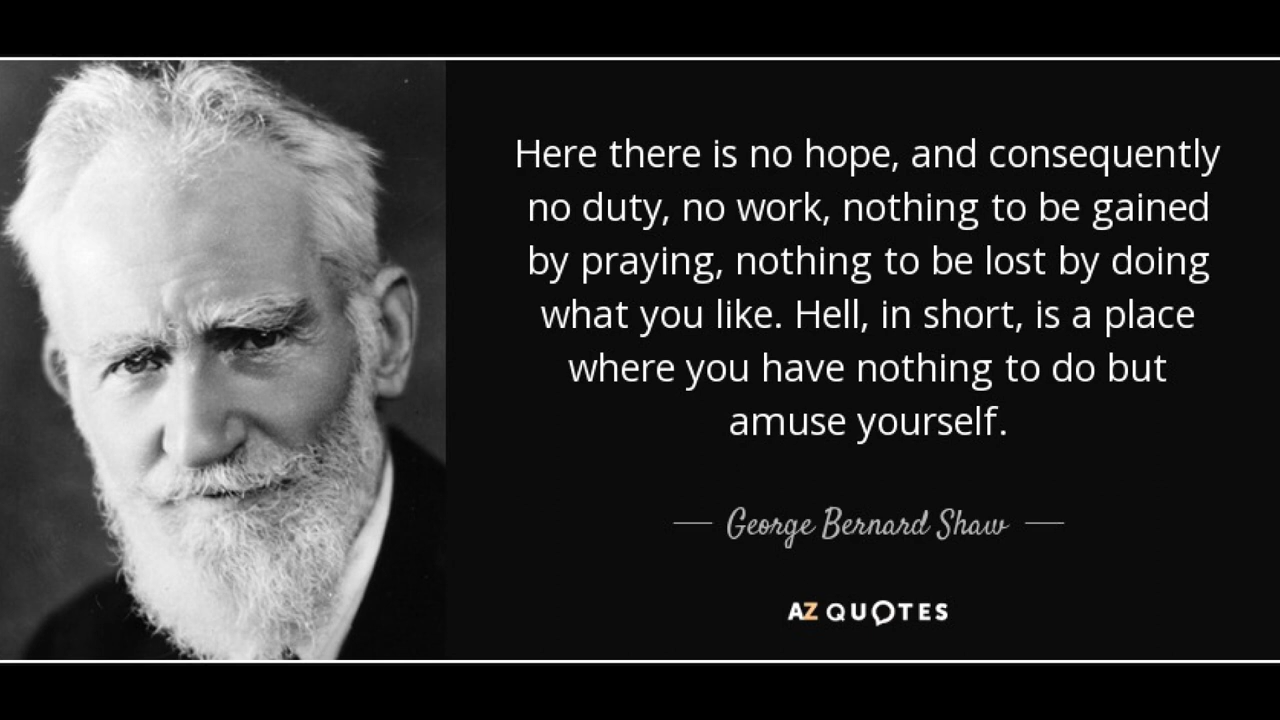 Here there is no hope, and consequently
no duty, no work, nothing to be gained
by praying, nothing to be lost by doing
what you like. Hell, in short, is a place
where you have nothing to do but
amuse yourself.
George Bernard Shaw
AZ QUOTES